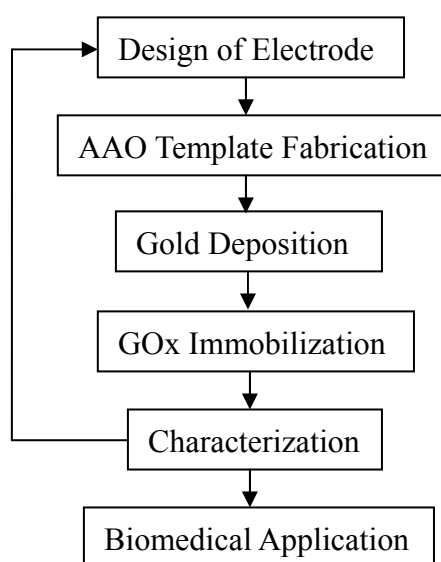 Design of Electrode
AAO Template Fabrication
Gold Deposition
GOx Immobilization
Characterization
Biomedical Application